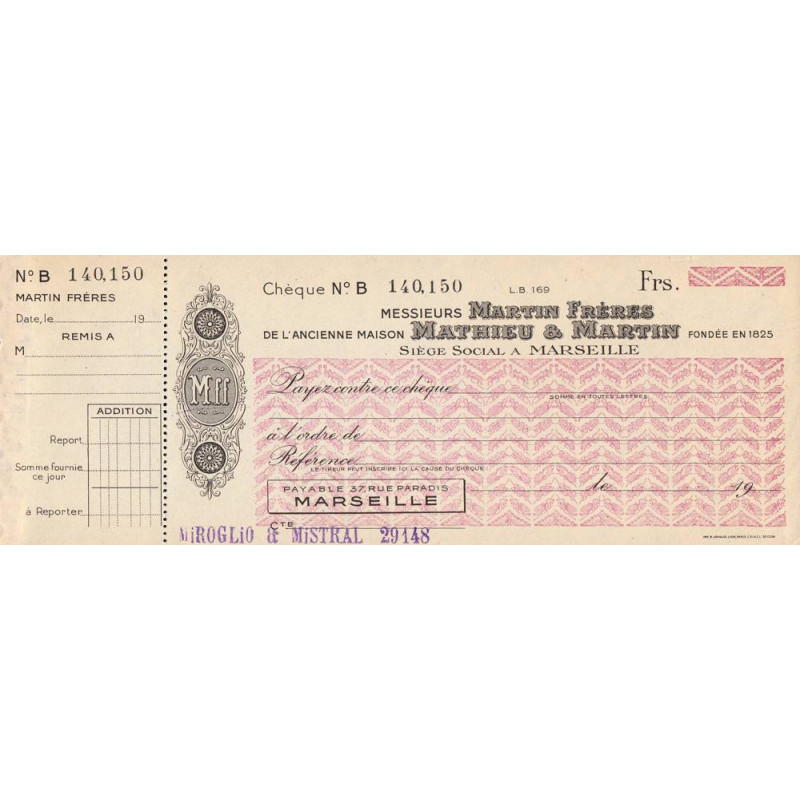 No. B 140,150
MARTIN FRÈRES
Date, le 19
REMIS A
M
ADDITION
Report
Somme fournie
ce jour
à Reporter
Chèque No. B 140,150 L.B. 169 Frs.
MESSIEURS MARTIN FRÈRES
DE L'ANCIENNE MAISON MATHIEU & MARTIN FONDÉE EN 1825
SIÈGE SOCIAL A MARSEILLE
Payez contre ce chèque
SOMME EN TOUTES LETTRES
à l'ordre de
Référence
LE TIREUR PEUT INSCRIRE ICI LA CAUSE DU CHÈQUE
le 19
PAYABLE 37, RUE PARADIS
MARSEILLE
CTE
MiROGLiO & MiSTRAL 29148